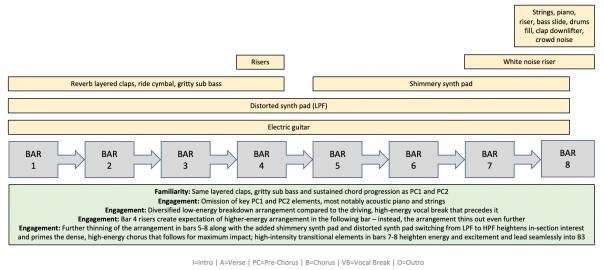 Strings, piano,
riser, bass slide, drums
fill, clap downlifter,
crowd noise
Risers
White noise riser
Reverb layered claps, ride cymbal, gritty sub bass
Shimmery synth pad
Distorted synth pad (LPF)
Electric guitar
BAR
1
BAR
2
BAR
3
BAR
4
BAR
5
BAR
6
BAR
7
BAR
8
Familiarity: Same layered claps, gritty sub bass and sustained chord progression as PC1 and PC2
Engagement: Omission of key PC1 and PC2 elements, most notably acoustic piano and strings
Engagement: Diversified low-energy breakdown arrangement compared to the driving, high-energy vocal break that precedes it
Engagement: Bar 4 risers create expectation of higher-energy arrangement in the following bar – instead, the arrangement thins out even further
Engagement: Further thinning of the arrangement in bars 5-8 along with the added shimmery synth pad and distorted synth pad switching from LPF to HPF heightens in-section interest
and primes the dense, high-energy chorus that follows for maximum impact; high-intensity transitional elements in bars 7-8 heighten energy and excitement and lead seamlessly into B3
I=Intro | A=Verse | PC=Pre-Chorus | B=Chorus | VB=Vocal Break | O=Outro